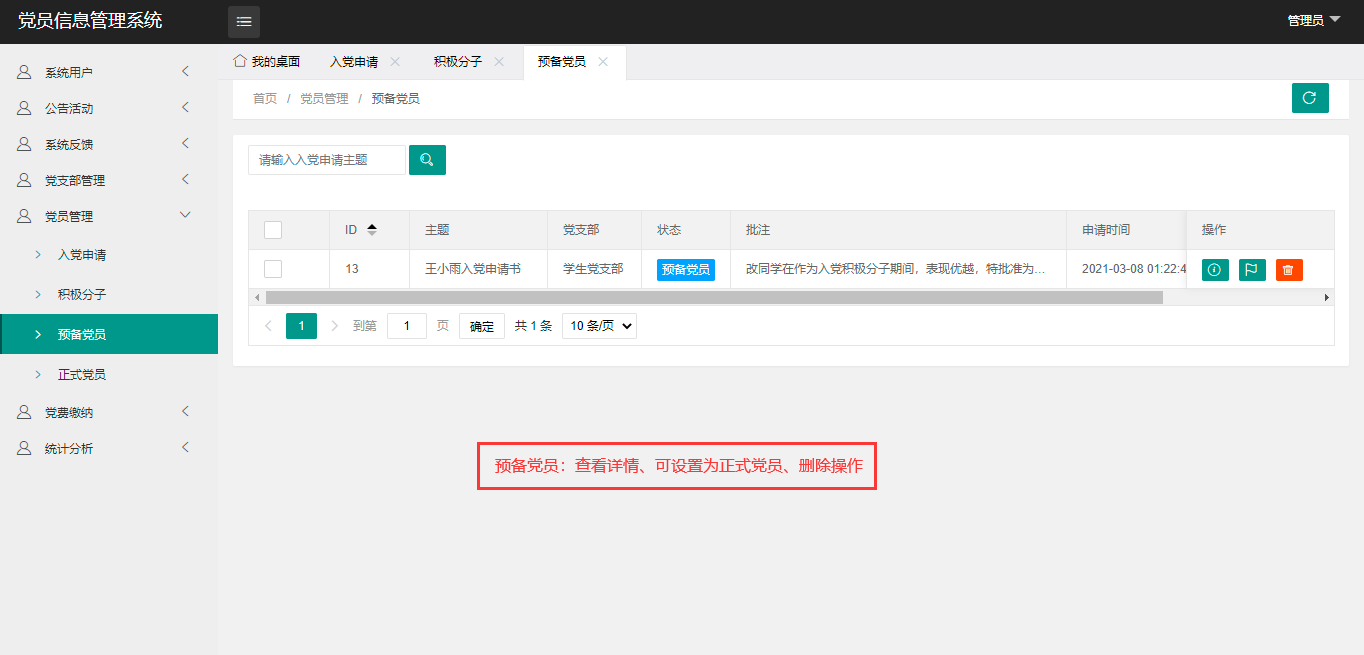 党员信息管理系统
管理员
系统用户
公告活动
系统反馈
党支部管理
党员管理
入党申请
积极分子
预备党员
正式党员
党费缴纳
统计分析
我的桌面 入党申请 积极分子 预备党员
首页 / 党员管理 / 预备党员
请输入入党申请主题
ID 主题 党支部 状态 批注 申请时间 操作
13 王小雨入党申请书 学生党支部 预备党员 改同学在作为入党积极分子期间，表现优越，特批准为... 2021-03-08 01:22:4
1 到第 1 页 确定 共 1 条 10 条/页
预备党员：查看详情、可设置为正式党员、删除操作